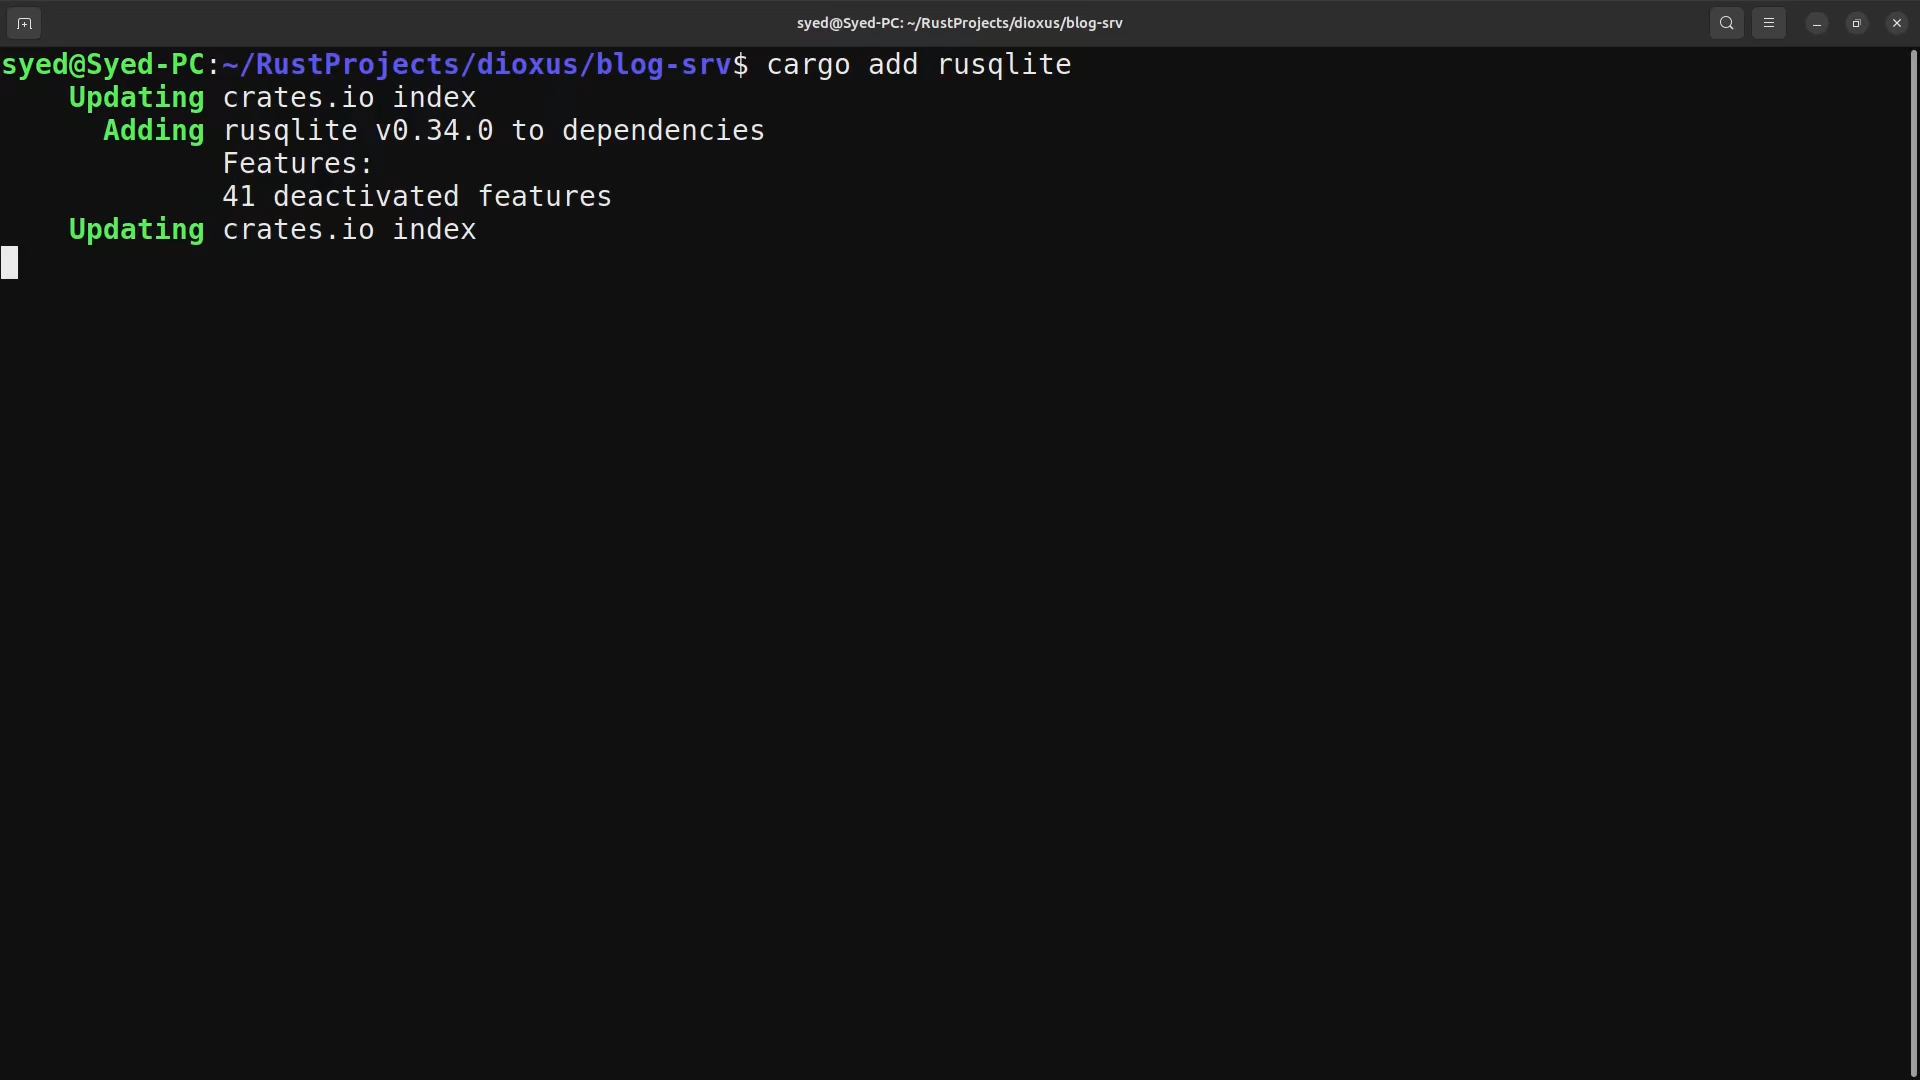 syed@Syed-PC: ~/RustProjects/dioxus/blog-srv
syed@Syed-PC:~/RustProjects/dioxus/blog-srv$ cargo add rusqlite
Updating crates.io index
Adding rusqlite v0.34.0 to dependencies
Features:
41 deactivated features
Updating crates.io index